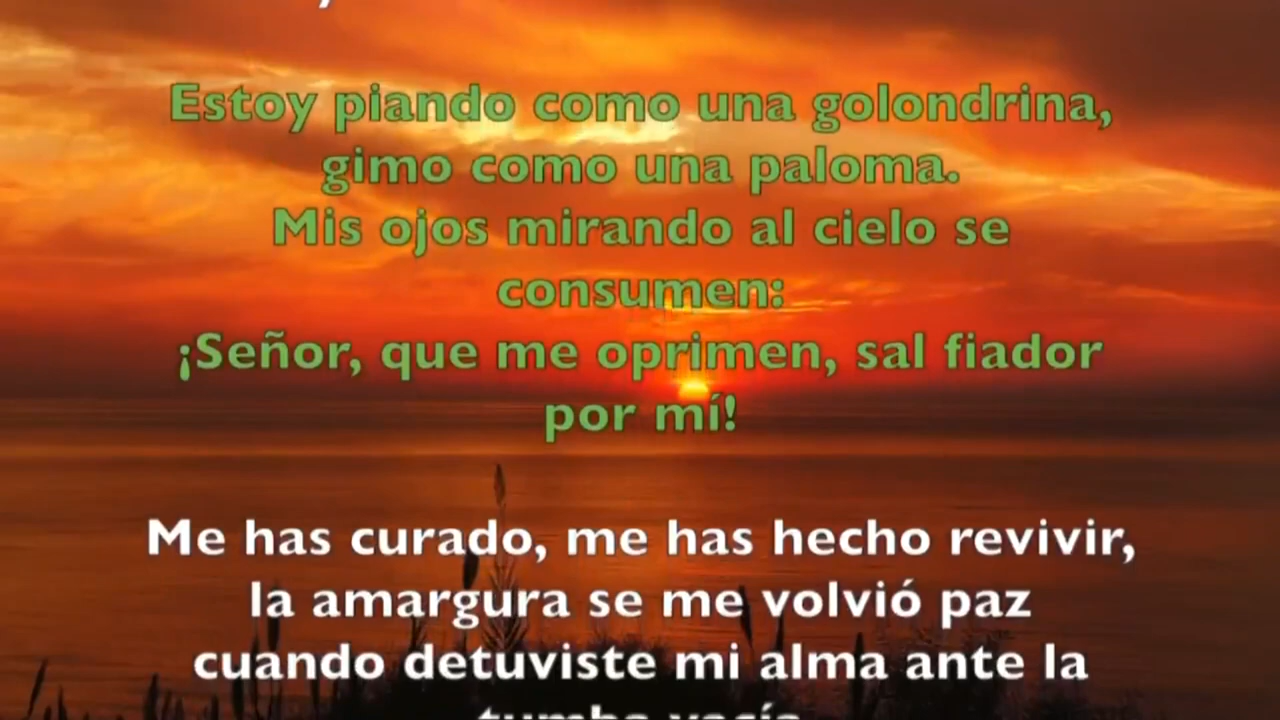 Estoy piando como una golondrina,
gimo como una paloma.
Mis ojos mirando al cielo se
consumen:
¡Señor, que me oprimen, sal fiador
por mí!
Me has curado, me has hecho revivir,
la amargura se me volvió paz
cuando detuviste mi alma ante la
tumba vacía